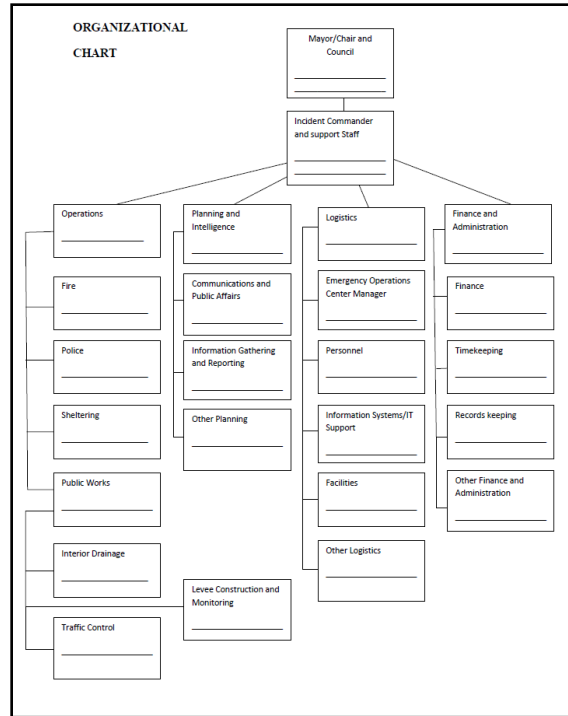 ORGANIZATIONAL
CHART
Mayor/Chair and
Council
Incident Commander
and support Staff
Operations
Planning and
Intelligence
Logistics
Finance and
Administration
Fire
Communications and
Public Affairs
Emergency Operations
Center Manager
Finance
Police
Information Gathering
and Reporting
Personnel
Timekeeping
Sheltering
Other Planning
Information Systems/IT
Support
Records keeping
Public Works
Facilities
Other Finance and
Administration
Interior Drainage
Other Logistics
Levee Construction and
Monitoring
Traffic Control